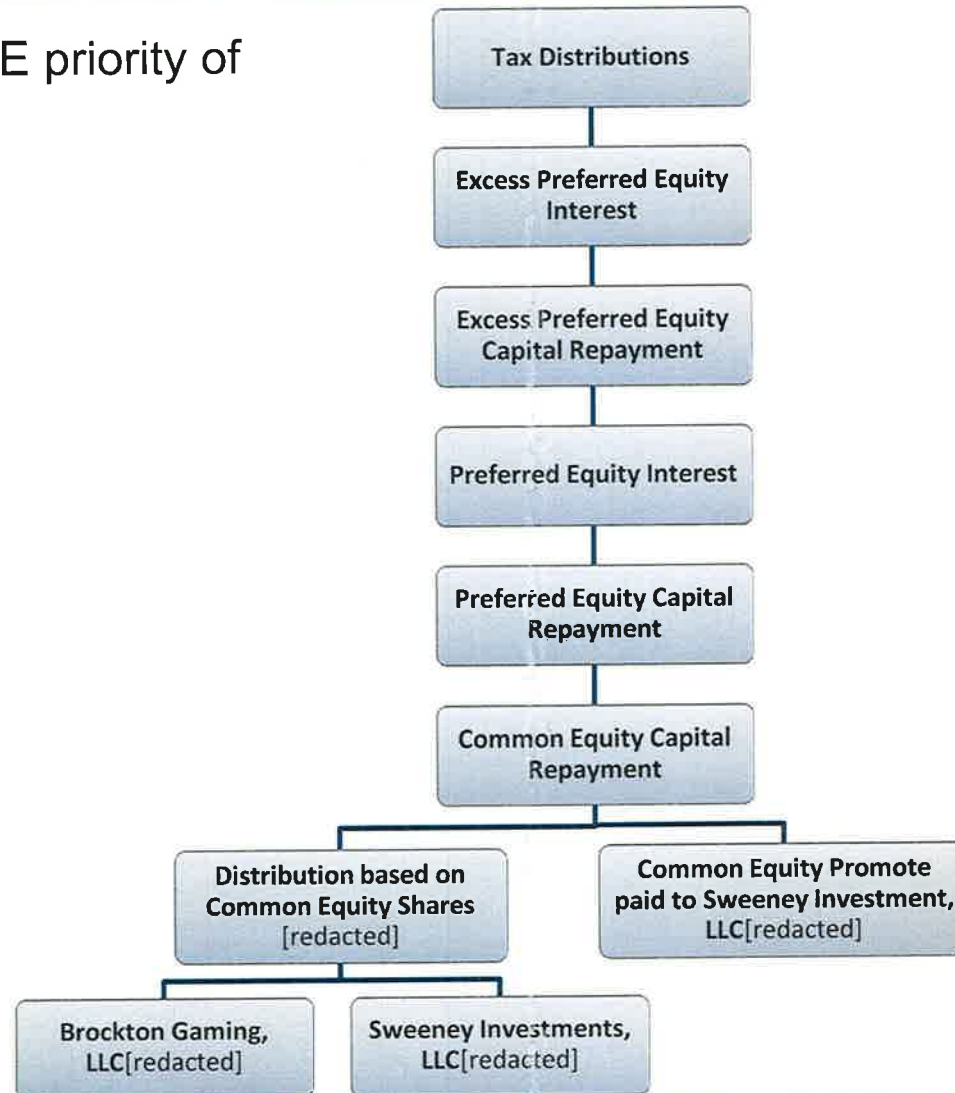 E priority of
Tax Distributions
Excess Preferred Equity
Interest
Excess Preferred Equity
Capital Repayment
Preferred Equity Interest
Preferred Equity Capital
Repayment
Common Equity Capital
Repayment
Distribution based on
Common Equity Shares
[redacted]
Common Equity Promote
paid to Sweeney Investment,
LLC[redacted]
Brockton Gaming,
LLC[redacted]
Sweeney Investments,
LLC[redacted]